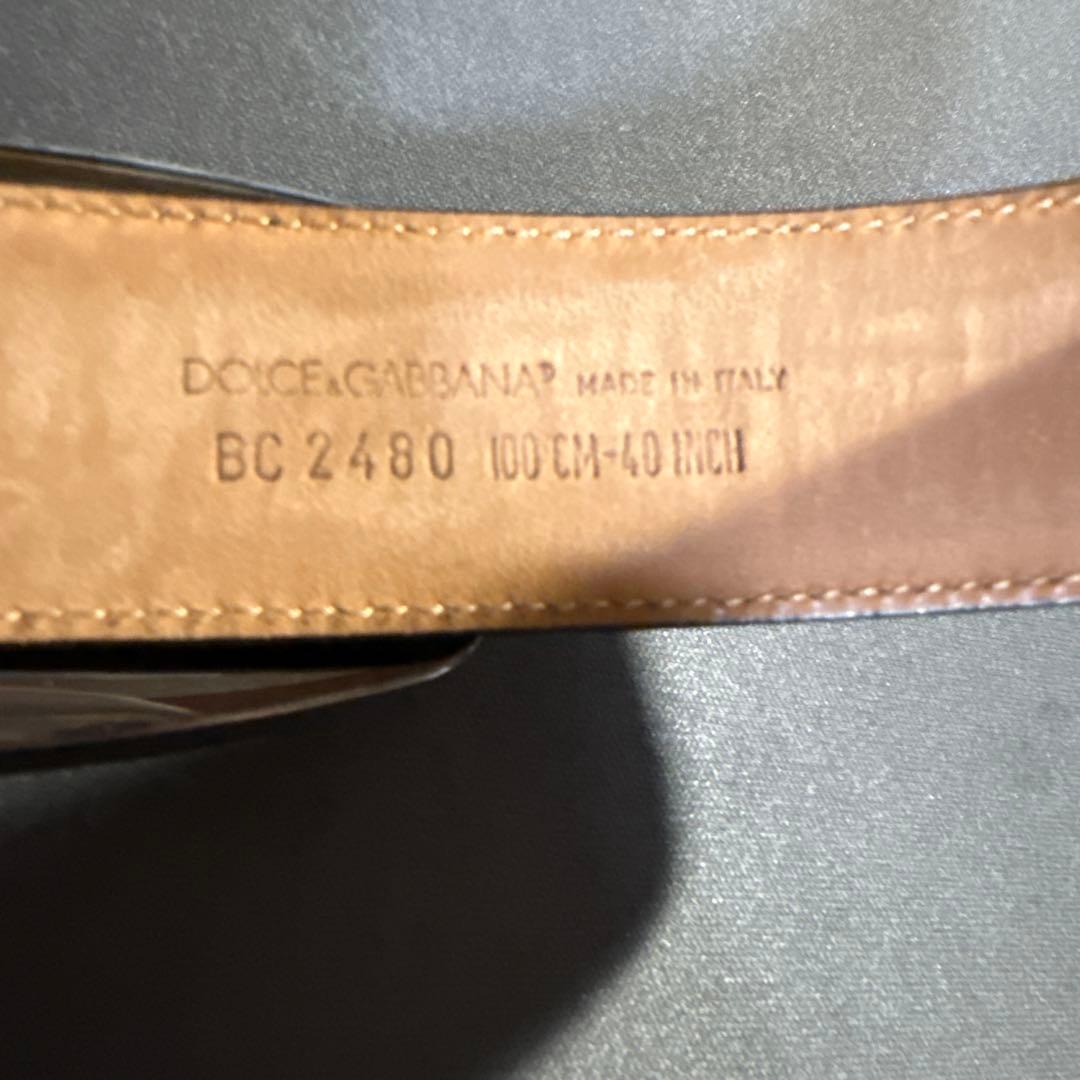 DOLCE&GABBANA® MADE IN ITALY
BC 2480 100 CM-40 INCH